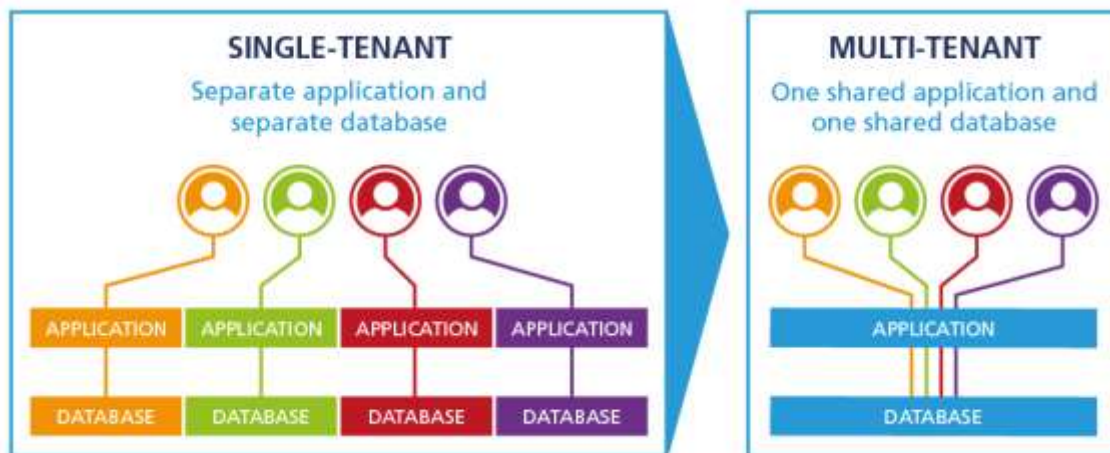 SINGLE-TENANT
Separate application and
separate database
APPLICATION APPLICATION APPLICATION APPLICATION
DATABASE DATABASE DATABASE DATABASE
MULTI-TENANT
One shared application and
one shared database
APPLICATION
DATABASE